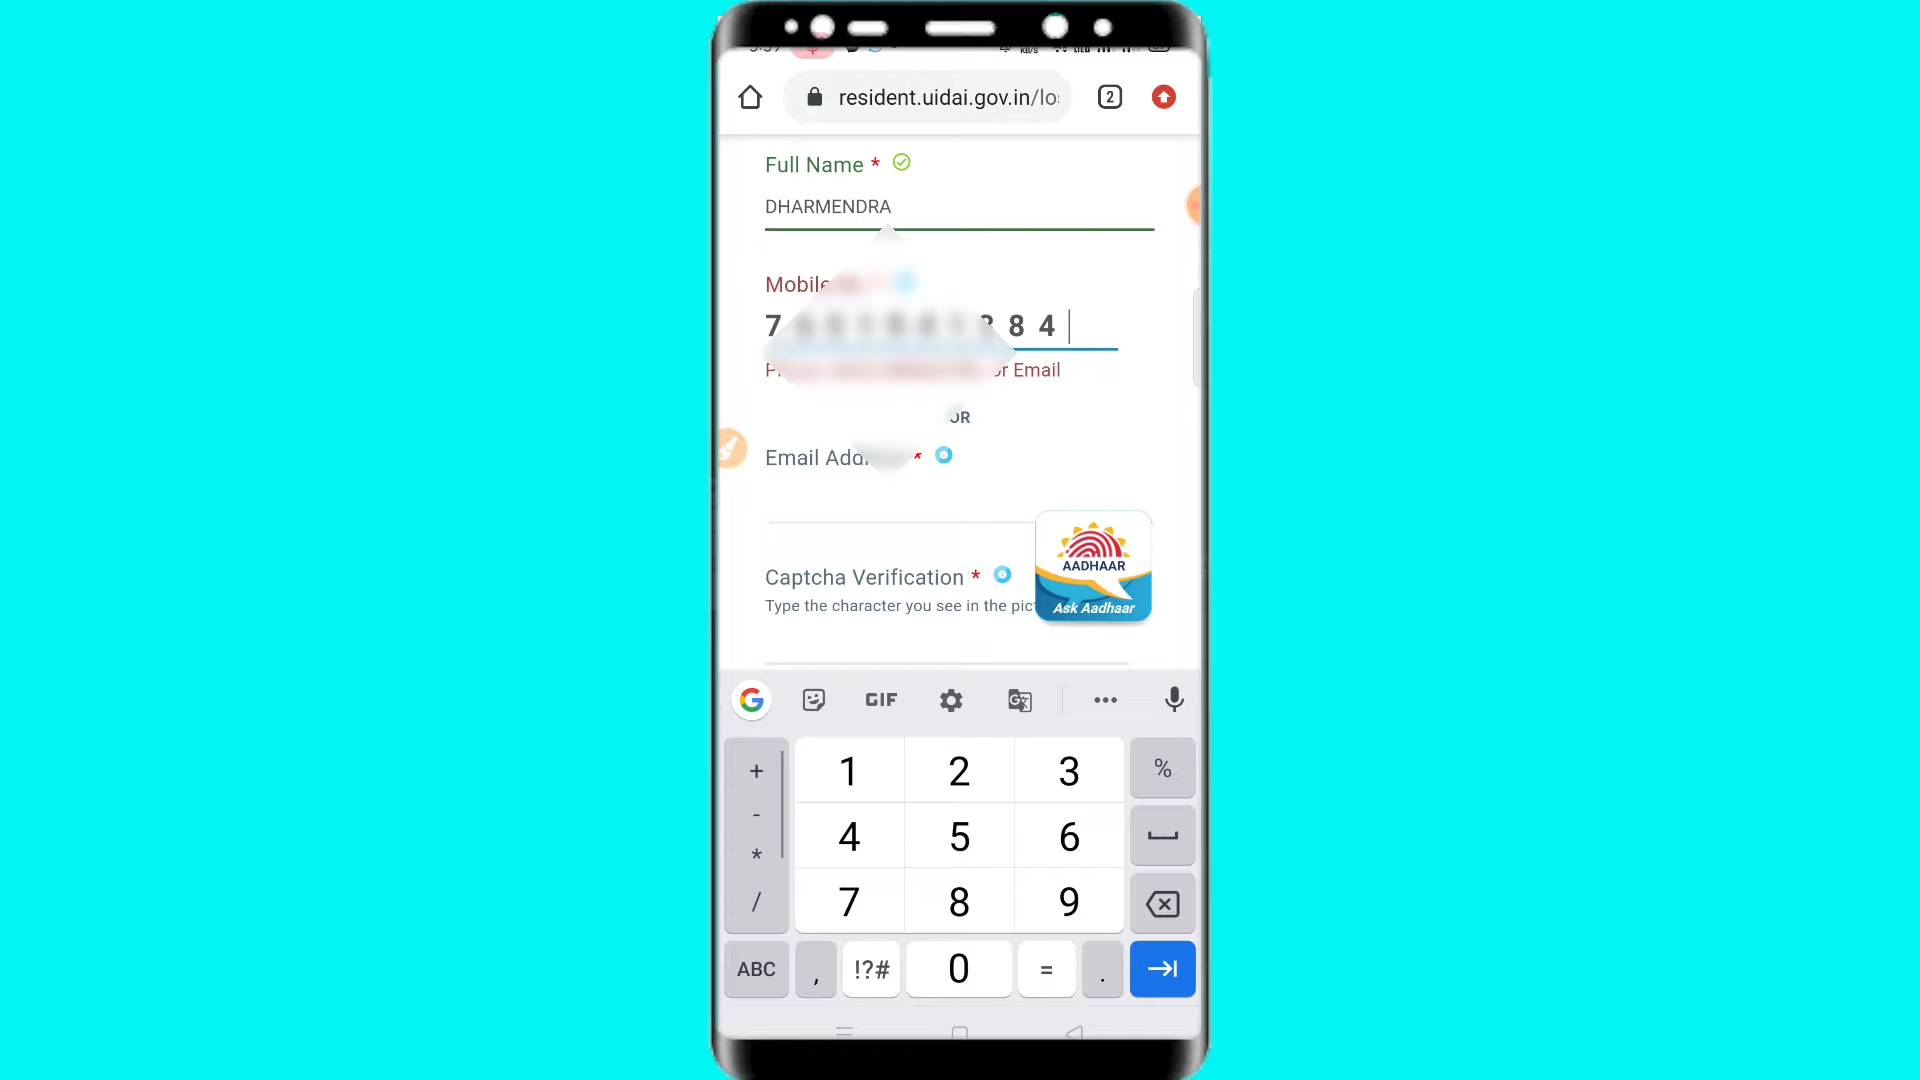 resident.uidai.gov.in/lo
2
Full Name *
DHARMENDRA
Mobile
7
8 4
or Email
OR
Email Add
*
Captcha Verification *
Type the character you see in the pic
AADHAAR
Ask Aadhaar
G
GIF
+
1
2
3
%
-
4
5
6
*
7
8
9
/
ABC
,
!?#
0
=
.